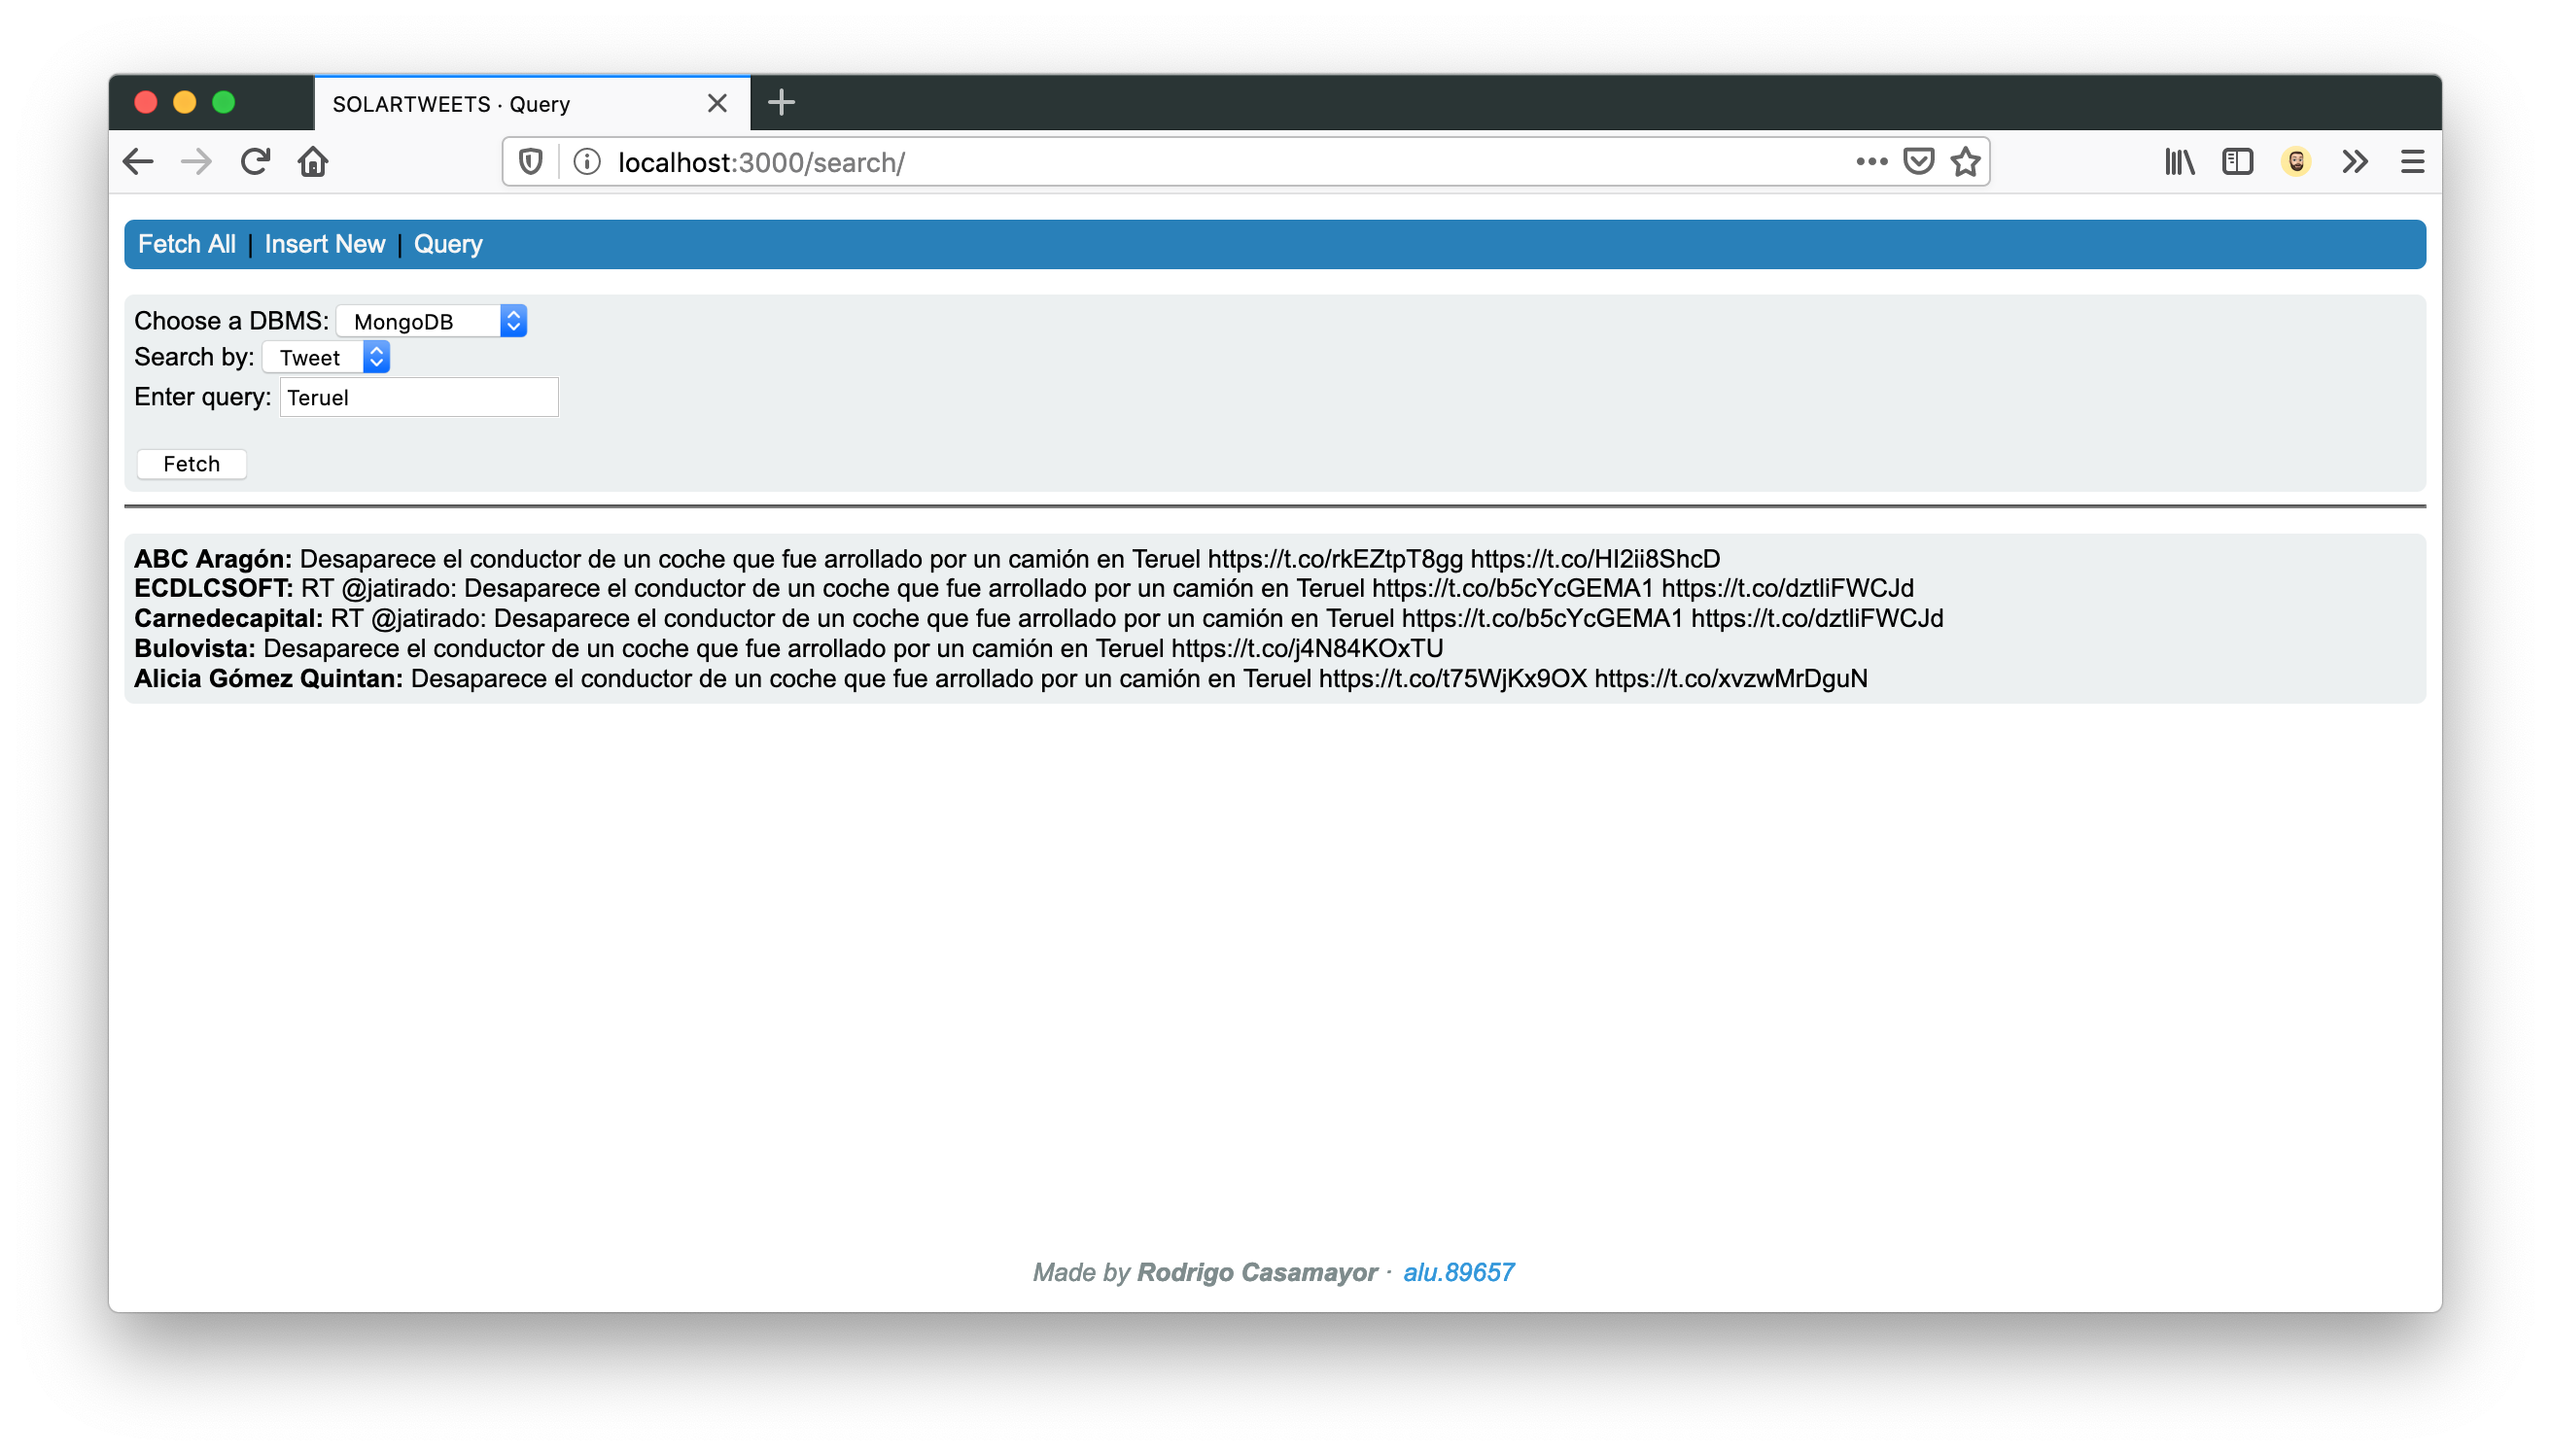 SOLARTWEETS · Query
localhost:3000/search/
Fetch All | Insert New | Query
Choose a DBMS: MongoDB
Search by: Tweet
Enter query: Teruel
Fetch
ABC Aragón: Desaparece el conductor de un coche que fue arrollado por un camión en Teruel https://t.co/rkEZtpT8gg https://t.co/HI2ii8ShcD
ECDLCSOFT: RT @jatirado: Desaparece el conductor de un coche que fue arrollado por un camión en Teruel https://t.co/b5cYcGEMA1 https://t.co/dztliFWCJd
Carnedecapital: RT @jatirado: Desaparece el conductor de un coche que fue arrollado por un camión en Teruel https://t.co/b5cYcGEMA1 https://t.co/dztliFWCJd
Bulovista: Desaparece el conductor de un coche que fue arrollado por un camión en Teruel https://t.co/j4N84KOxTU
Alicia Gómez Quintan: Desaparece el conductor de un coche que fue arrollado por un camión en Teruel https://t.co/t75WjKx9OX https://t.co/xvzwMrDguN
Made by Rodrigo Casamayor · alu.89657